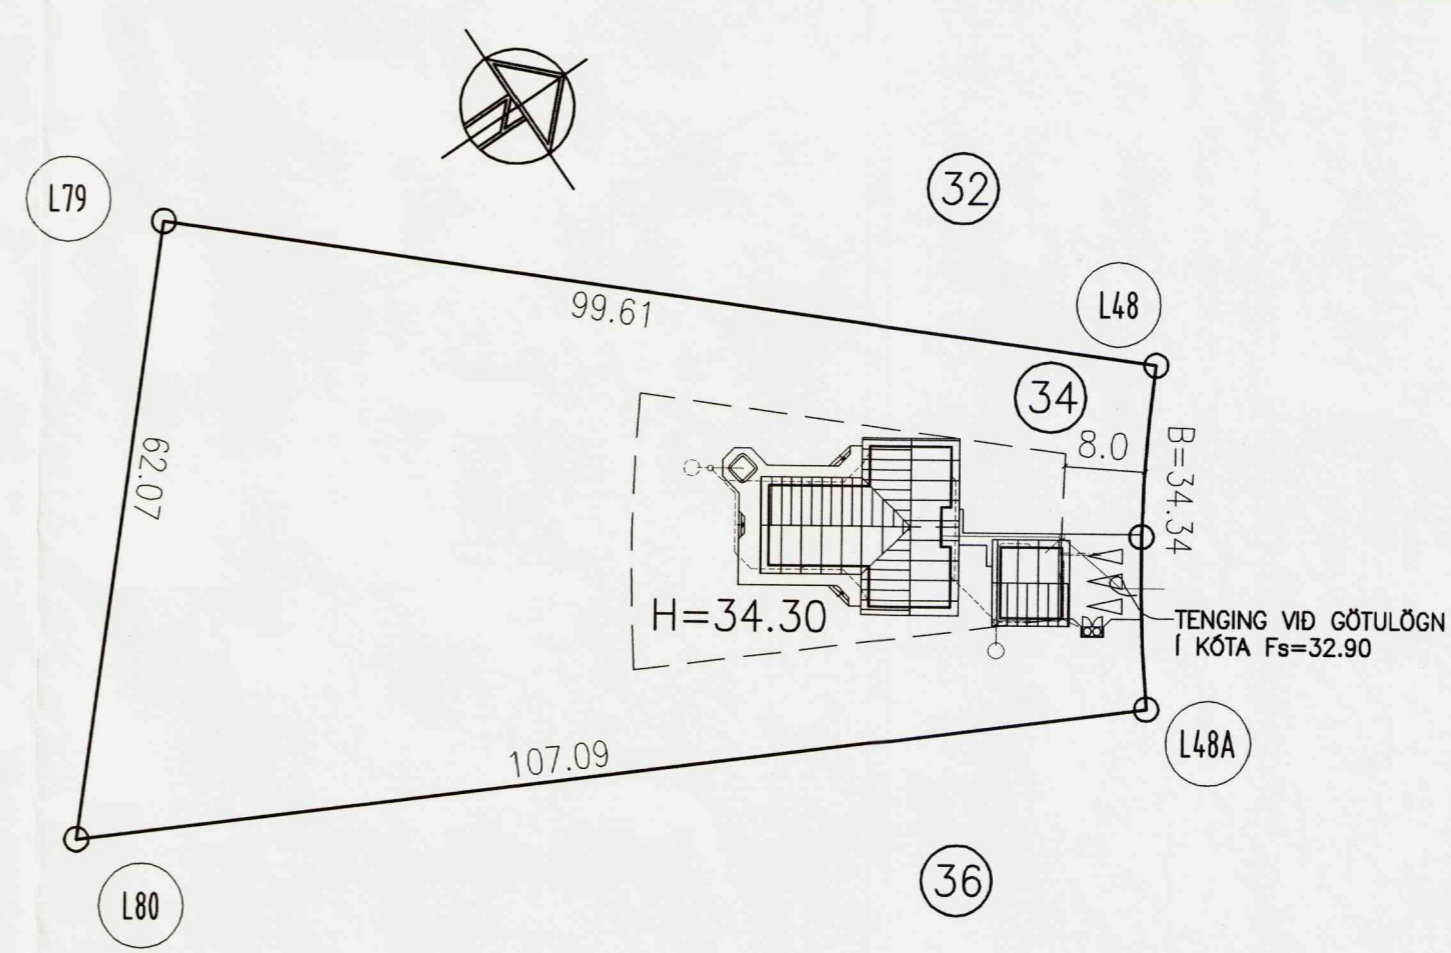 L79
32
99.61
L48
34
8.0
B=34.34
62.07
H=34.30
TENGING VIÐ GÖTULÖGN
Í KÓTA Fs=32.90
107.09
L48A
36
L80